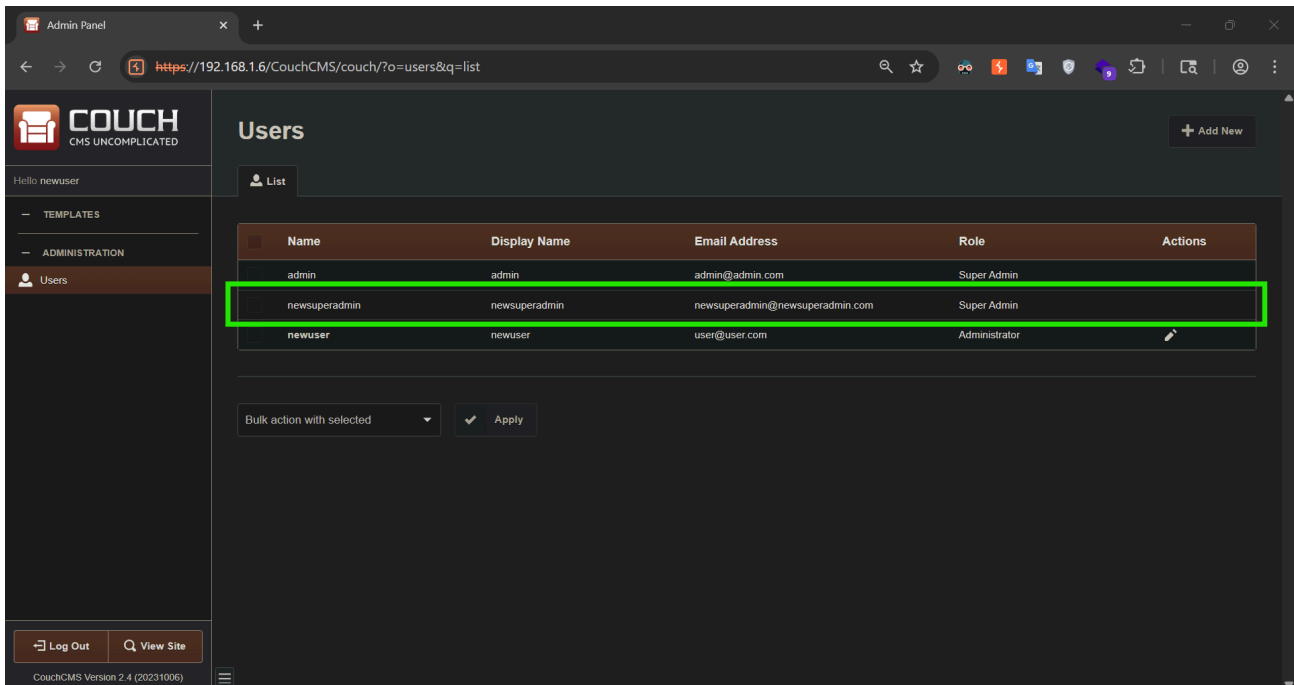 Admin Panel
https://192.168.1.6/CouchCMS/couch/?o=users&q=list
9
COUCH
CMS UNCOMPLICATED
Users
Add New
Hello newuser
List
TEMPLATES
ADMINISTRATION
Users
Name Display Name Email Address Role Actions
admin admin admin@admin.com Super Admin
newsuperadmin newsuperadmin newsuperadmin@newsuperadmin.com Super Admin
newuser newuser user@user.com Administrator
Bulk action with selected
Apply
Log Out
View Site
CouchCMS Version 2.4 (20231006)